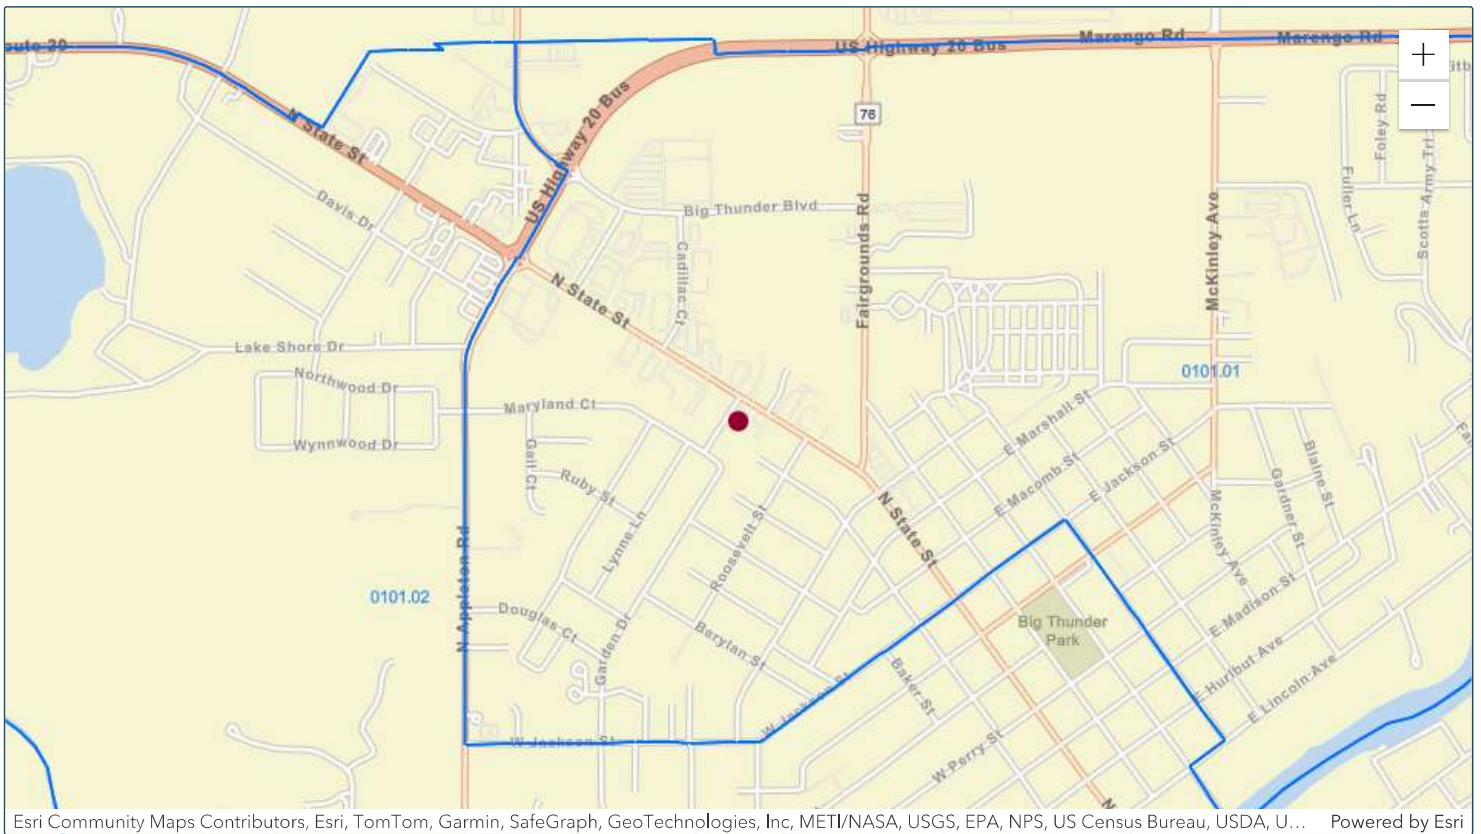 Marengo Rd
Marengo Rd
US Highway 20 Bus
+
−
76
US Highway 20 Bus
N State St
Foley Rd
Fuller Ln
Scotts Army Trl
Davis Dr
Big Thunder Blvd
Fairgrounds Rd
McKinley Ave
Cadillac Ct
N State St
Lake Shore Dr
Northwood Dr
0101.01
Maryland Ct
Wynnwood Dr
E Marshall St
Gail Ct
Ruby St
E Macomb St
E Jackson St
Blaine St
Gardner St
N State St
Lynne Ln
Roosevelt St
McKinley Ave
N Appleton Rd
0101.02
Douglas Ct
Garden Dr
Berylan St
Big Thunder
Park
E Madison St
E Hurlbut Ave
E Lincoln Ave
Baker St
W Jackson St
W Jackson St
W Perry St
Esri Community Maps Contributors, Esri, TomTom, Garmin, SafeGraph, GeoTechnologies, Inc, METI/NASA, USGS, EPA, NPS, US Census Bureau, USDA, U... Powered by Esri